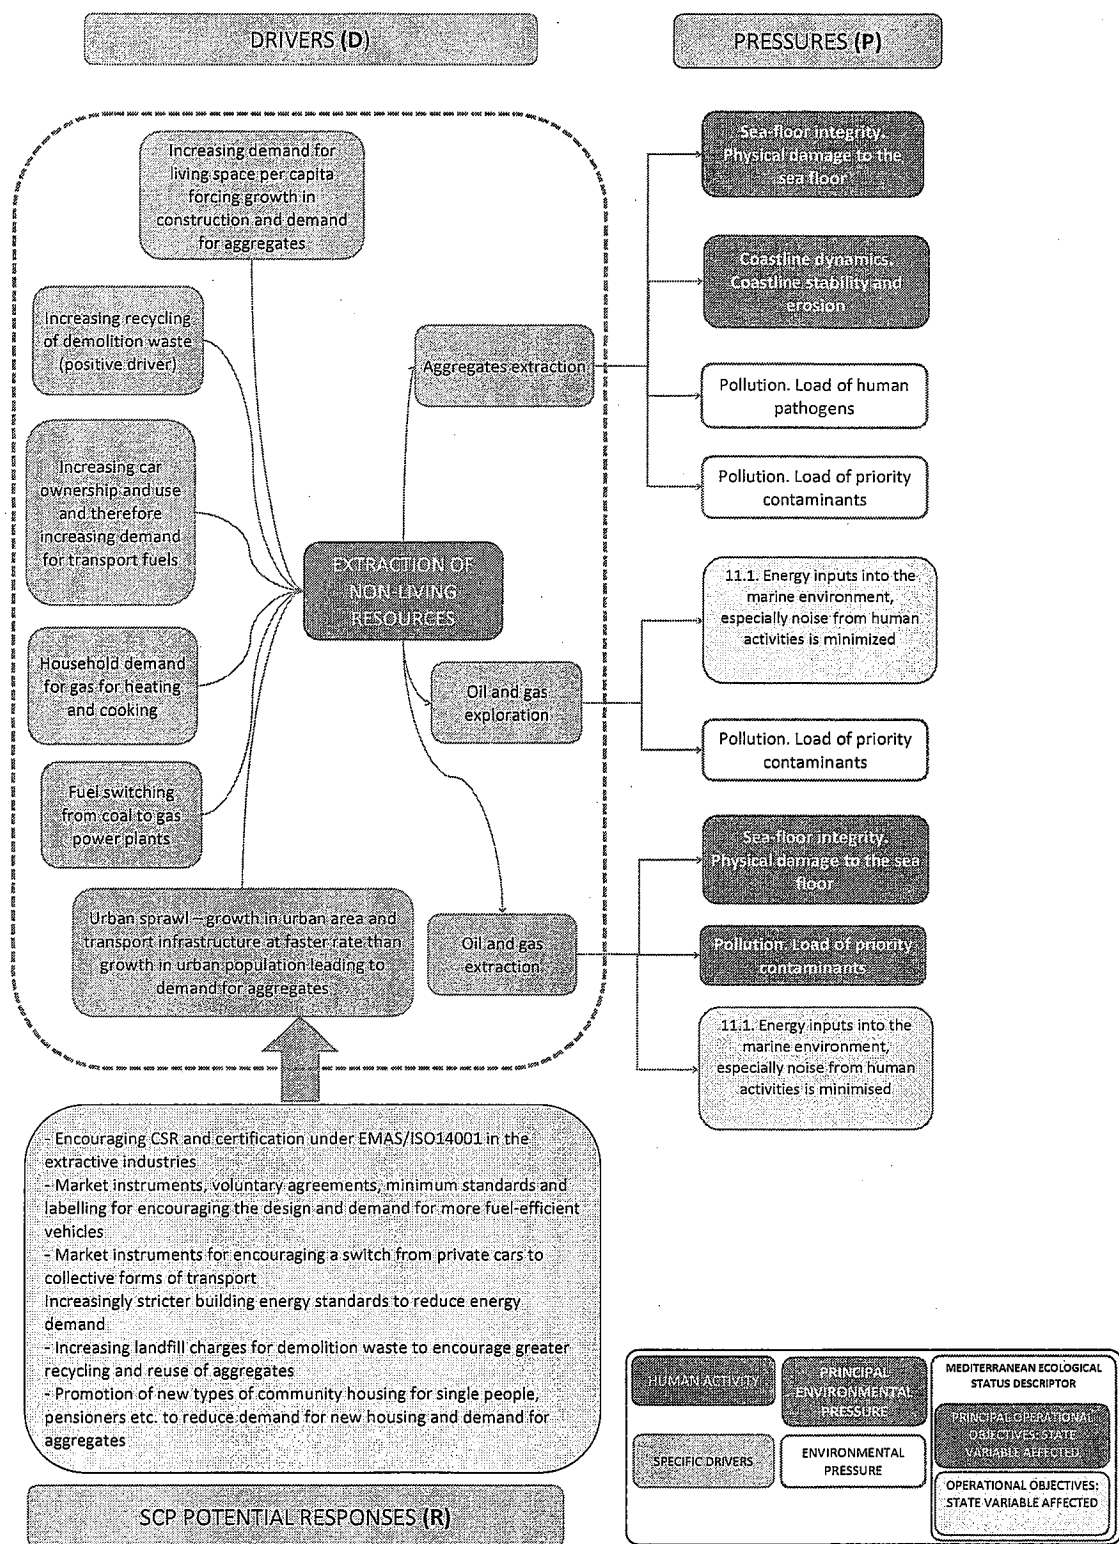 DRIVERS (D)
PRESSURES (P)
Increasing demand for
living space per capita
forcing growth in
construction and demand
for aggregates
Increasing recycling
of demolition waste
(positive driver)
Increasing car
ownership and use
and therefore
increasing demand
for transport fuels
Household demand
for gas for heating
and cooking
Fuel switching
from coal to gas
power plants
Urban sprawl – growth in urban area and
transport infrastructure at faster rate than
growth in urban population leading to
demand for aggregates
EXTRACTION OF
NON-LIVING
RESOURCES
Aggregates extraction
Oil and gas
exploration
Oil and gas
extraction
Sea-floor integrity.
Physical damage to the
sea floor
Coastline dynamics.
Coastline stability and
erosion
Pollution. Load of human
pathogens
Pollution. Load of priority
contaminants
11.1. Energy inputs into the
marine environment,
especially noise from human
activities is minimized
Pollution. Load of priority
contaminants
Sea-floor integrity.
Physical damage to the sea
floor
Pollution. Load of priority
contaminants
11.1. Energy inputs into the
marine environment,
especially noise from human
activities is minimised
- Encouraging CSR and certification under EMAS/ISO14001 in the
extractive industries
- Market instruments, voluntary agreements, minimum standards and
labelling for encouraging the design and demand for more fuel-efficient
vehicles
- Market instruments for encouraging a switch from private cars to
collective forms of transport
Increasingly stricter building energy standards to reduce energy
demand
- Increasing landfill charges for demolition waste to encourage greater
recycling and reuse of aggregates
- Promotion of new types of community housing for single people,
pensioners etc. to reduce demand for new housing and demand for
aggregates
SCP POTENTIAL RESPONSES (R)
HUMAN ACTIVITY
PRINCIPAL
ENVIRONMENTAL
PRESSURE
SPECIFIC DRIVERS
ENVIRONMENTAL
PRESSURE
MEDITERRANEAN ECOLOGICAL
STATUS DESCRIPTOR
PRINCIPAL OPERATIONAL
OBJECTIVES: STATE
VARIABLE AFFECTED
OPERATIONAL OBJECTIVES:
STATE VARIABLE AFFECTED